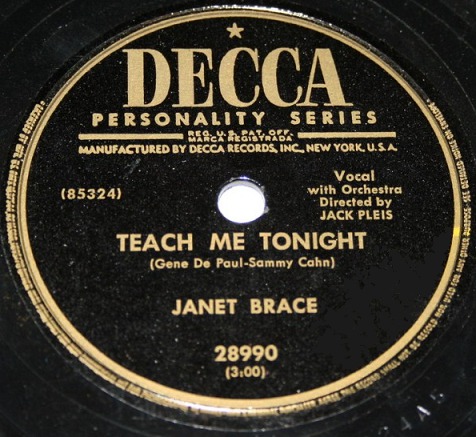 DECCA
PERSONALITY SERIES
REG. U.S. PAT. OFF.
MARCA REGISTRADA
MANUFACTURED BY DECCA RECORDS, INC., NEW YORK, U.S.A.
(85324)
Vocal
with Orchestra
Directed by
JACK PLEIS
TEACH ME TONIGHT
(Gene De Paul-Sammy Cahn)
JANET BRACE
28990
(3:00)